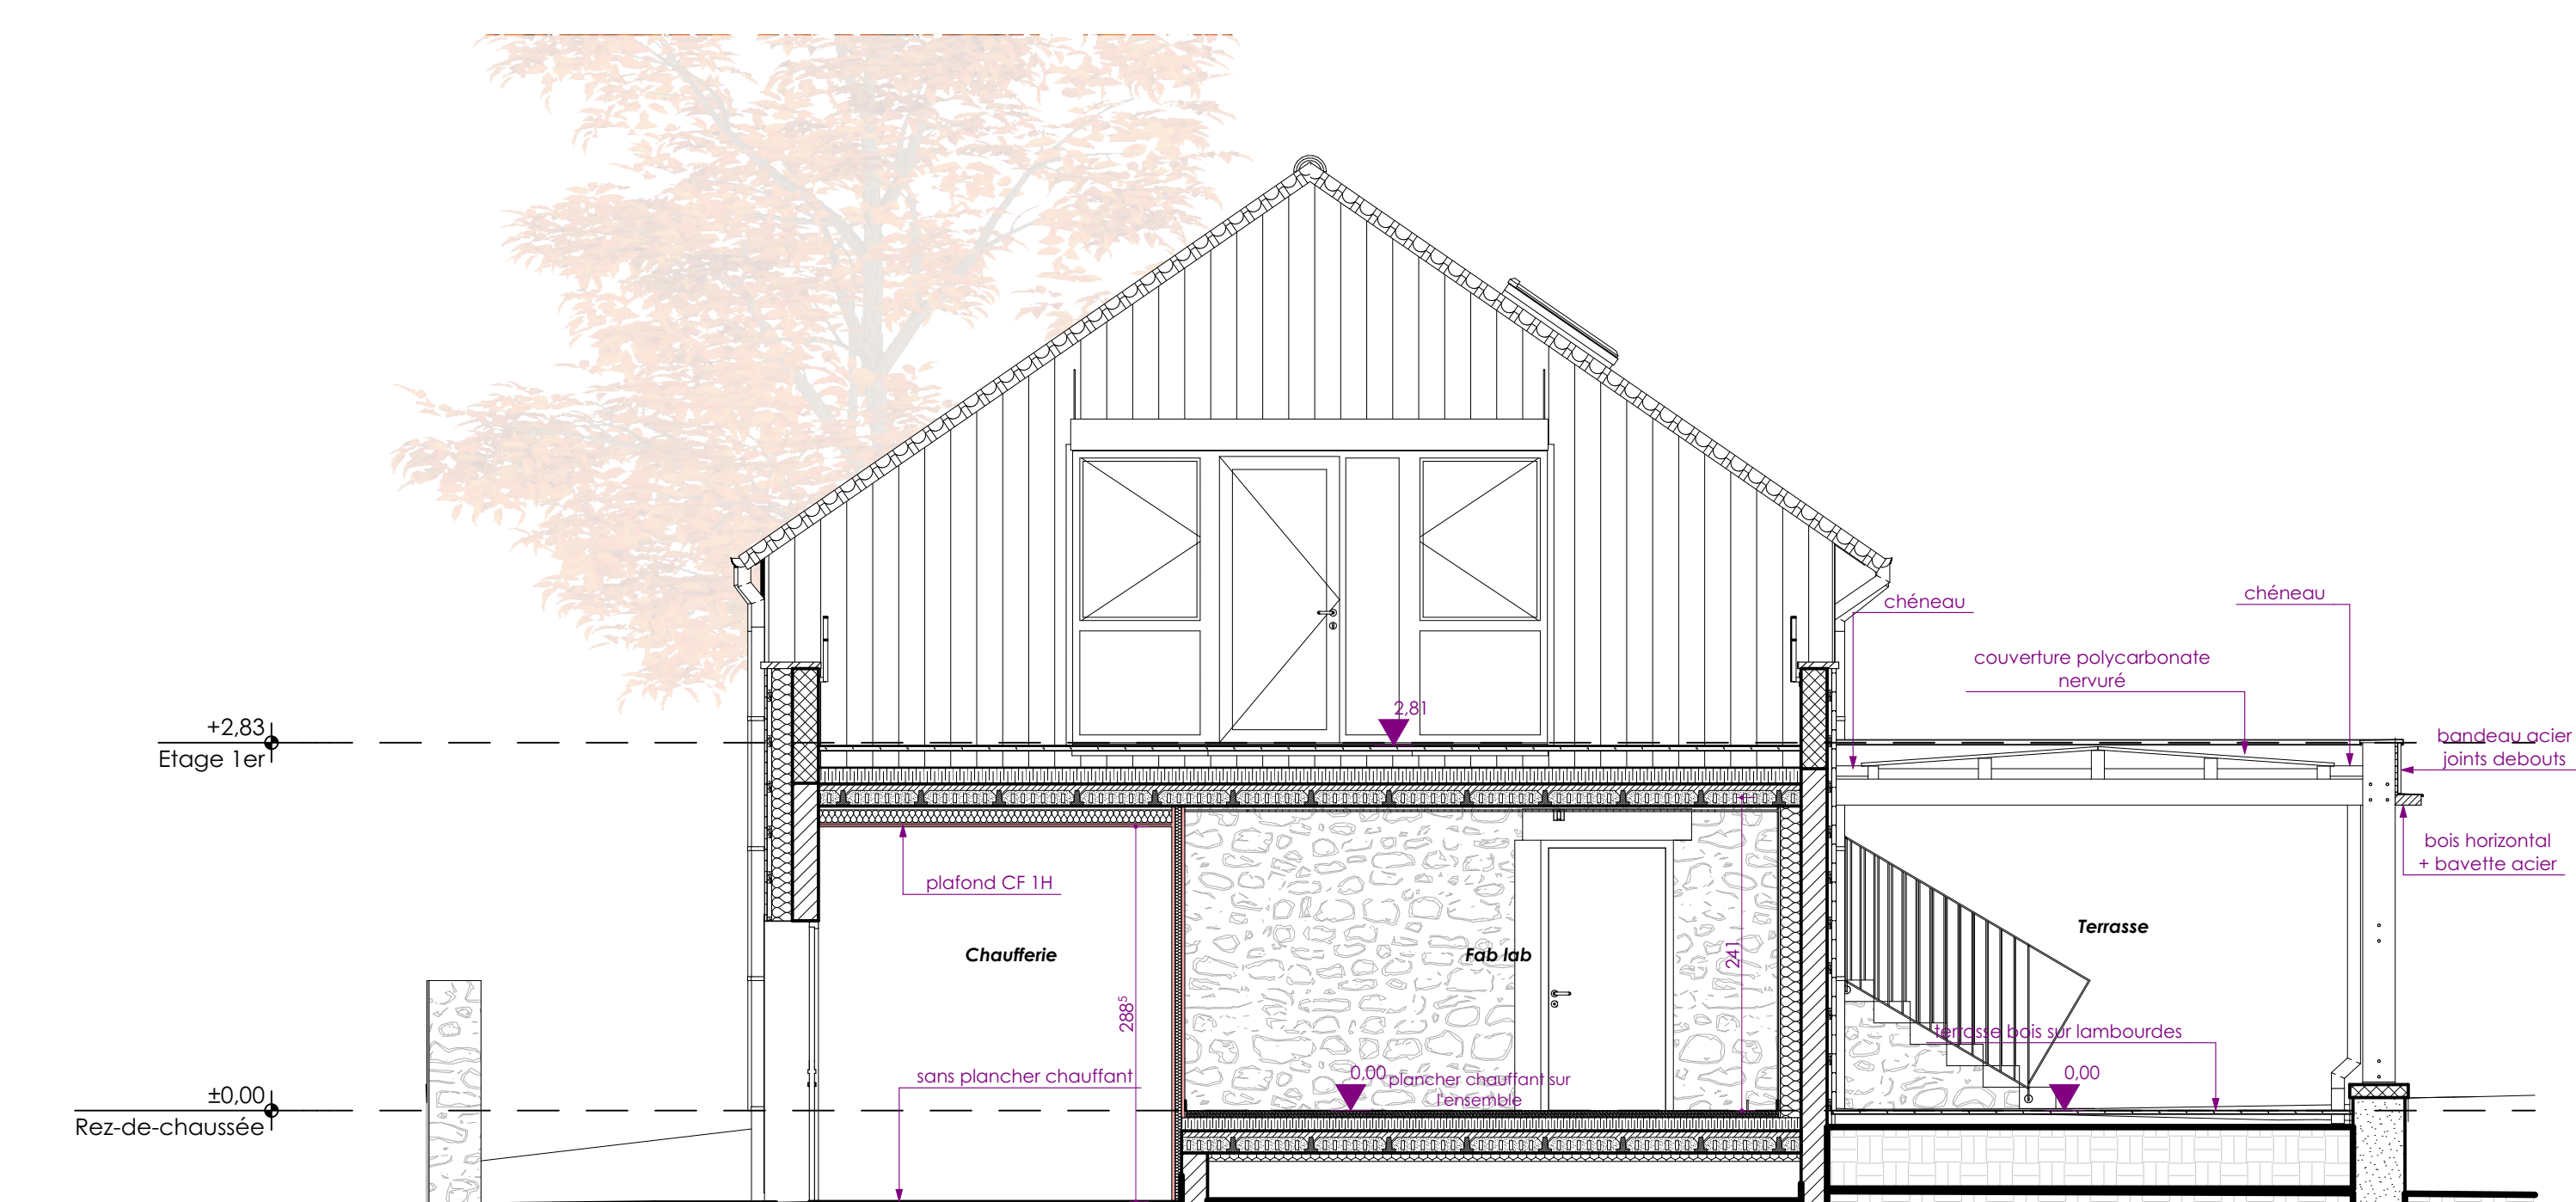 chéneau
chéneau
couverture polycarbonate
nervuré
+2,83
Etage 1er
2,81
bandeau acier
joints debouts
bois horizontal
+ bavette acier
plafond CF 1H
Chaufferie
Fab lab
241
Terrasse
288⁵
terrasse bois sur lambourdes
sans plancher chauffant
0,00
plancher chauffant sur
l'ensemble
0,00
±0,00
Rez-de-chaussée